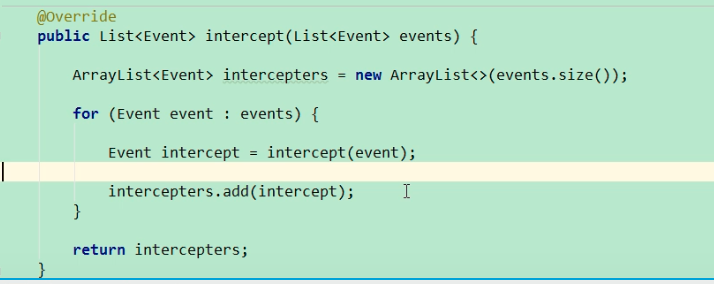 @Override
public List<Event> intercept(List<Event> events) {
ArrayList<Event> intercepters = new ArrayList<>(events.size());
for (Event event : events) {
Event intercept = intercept(event);
intercepters.add(intercept);
}
return intercepters;
}